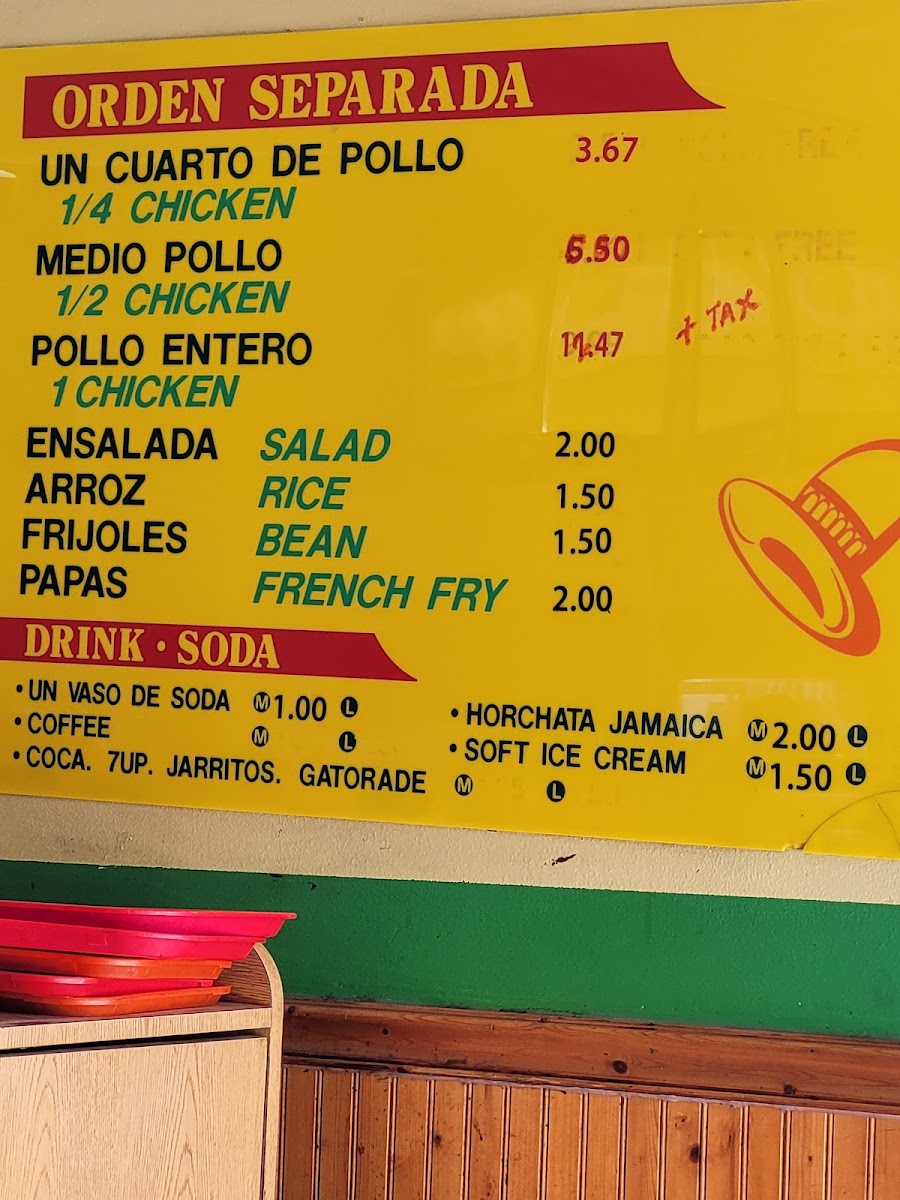 ORDEN SEPARADA
UN CUARTO DE POLLO 3.67
1/4 CHICKEN
MEDIO POLLO
1/2 CHICKEN
+ TAX
POLLO ENTERO 11.47
1 CHICKEN
ENSALADA SALAD 2.00
ARROZ RICE 1.50
FRIJOLES BEAN 1.50
PAPAS FRENCH FRY 2.00
DRINK · SODA
• UN VASO DE SODA M 1.00 L
• COFFEE M L
• COCA. 7UP. JARRITOS. GATORADE M L
• HORCHATA JAMAICA M 2.00 L
• SOFT ICE CREAM M 1.50 L